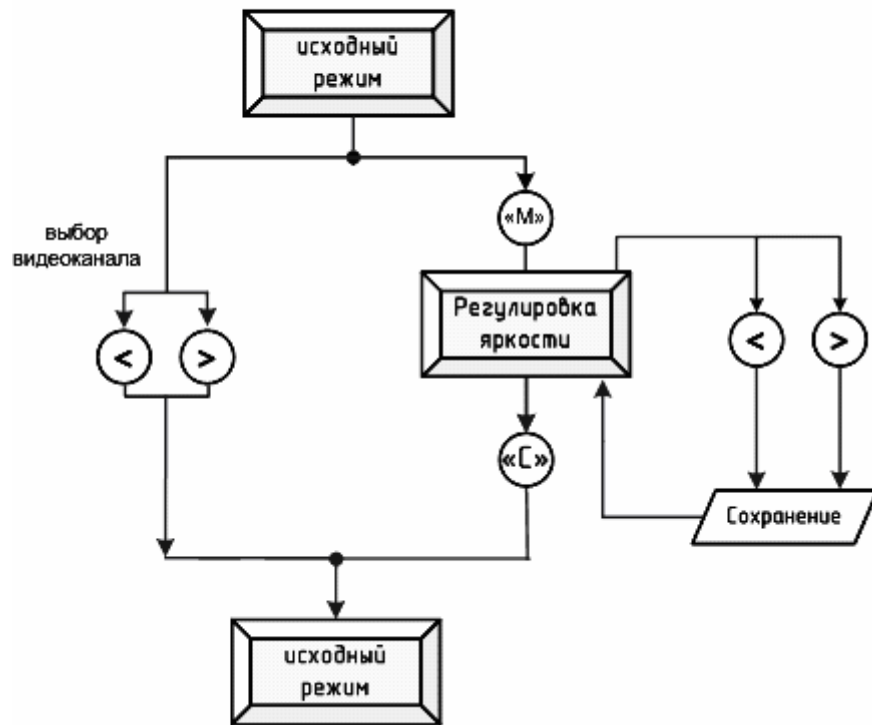 исходный
режим
«М»
выбор
видеоканала
Регулировка
яркости
<
>
<
>
«С»
Сохранение
исходный
режим